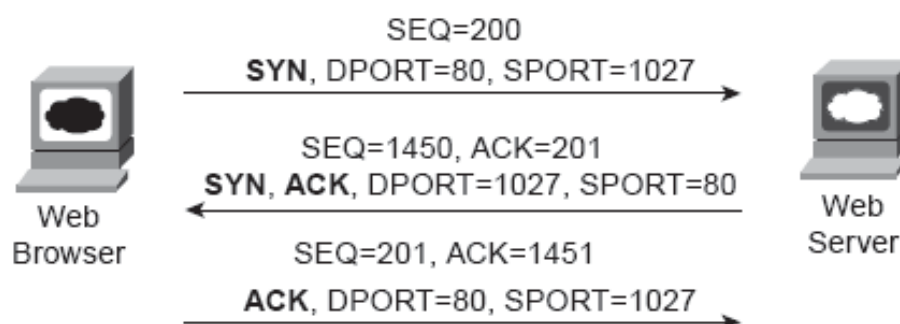 SEQ=200
SYN, DPORT=80, SPORT=1027
SEQ=1450, ACK=201
SYN, ACK, DPORT=1027, SPORT=80
Web
Browser
Web
Server
SEQ=201, ACK=1451
ACK, DPORT=80, SPORT=1027